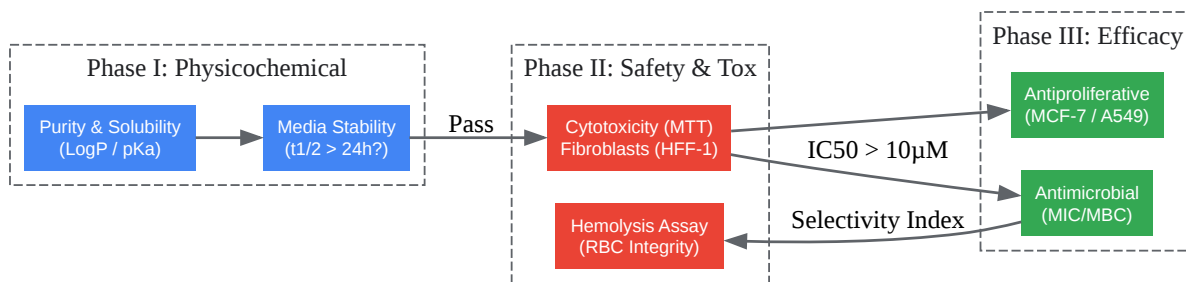 Phase I: Physicochemical
Purity & Solubility
(LogP / pKa)
Media Stability
(t1/2 > 24h?)
Pass
Phase II: Safety & Tox
Cytotoxicity (MTT)
Fibroblasts (HFF-1)
Hemolysis Assay
(RBC Integrity)
IC50 > 10µM
Selectivity Index
Phase III: Efficacy
Antiproliferative
(MCF-7 / A549)
Antimicrobial
(MIC/MBC)